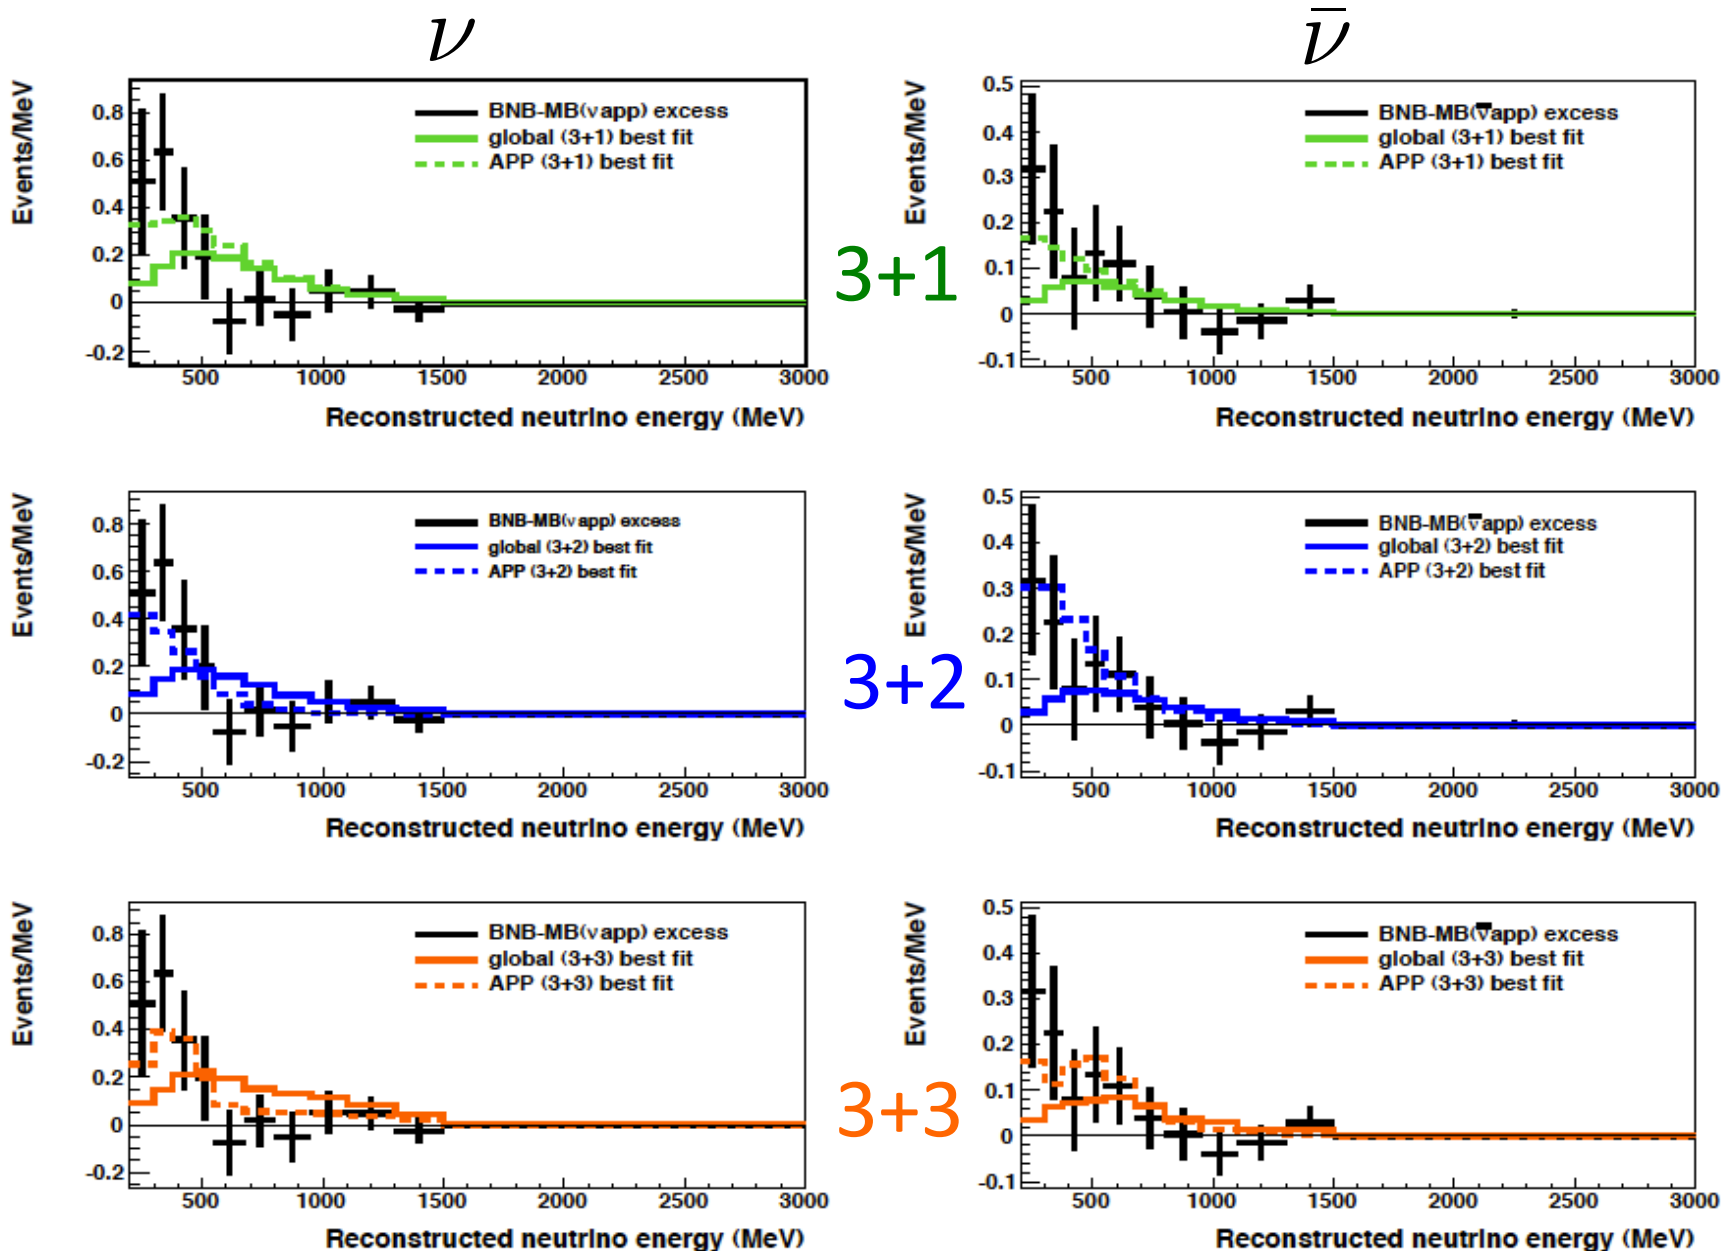 ν
ν̄
Events/MeV
0.8
0.6
0.4
0.2
0
-0.2
BNB-MB(νapp) excess
global (3+1) best fit
APP (3+1) best fit
500 1000 1500 2000 2500 3000
Reconstructed neutrino energy (MeV)
3+1
Events/MeV
0.5
0.4
0.3
0.2
0.1
0
-0.1
BNB-MB(ν̄app) excess
global (3+1) best fit
APP (3+1) best fit
500 1000 1500 2000 2500 3000
Reconstructed neutrino energy (MeV)
Events/MeV
0.8
0.6
0.4
0.2
0
-0.2
BNB-MB(νapp) excess
global (3+2) best fit
APP (3+2) best fit
500 1000 1500 2000 2500 3000
Reconstructed neutrino energy (MeV)
3+2
Events/MeV
0.5
0.4
0.3
0.2
0.1
0
-0.1
BNB-MB(ν̄app) excess
global (3+2) best fit
APP (3+2) best fit
500 1000 1500 2000 2500 3000
Reconstructed neutrino energy (MeV)
Events/MeV
0.8
0.6
0.4
0.2
0
-0.2
BNB-MB(νapp) excess
global (3+3) best fit
APP (3+3) best fit
500 1000 1500 2000 2500 3000
Reconstructed neutrino energy (MeV)
3+3
Events/MeV
0.5
0.4
0.3
0.2
0.1
0
-0.1
BNB-MB(ν̄app) excess
global (3+3) best fit
APP (3+3) best fit
500 1000 1500 2000 2500 3000
Reconstructed neutrino energy (MeV)